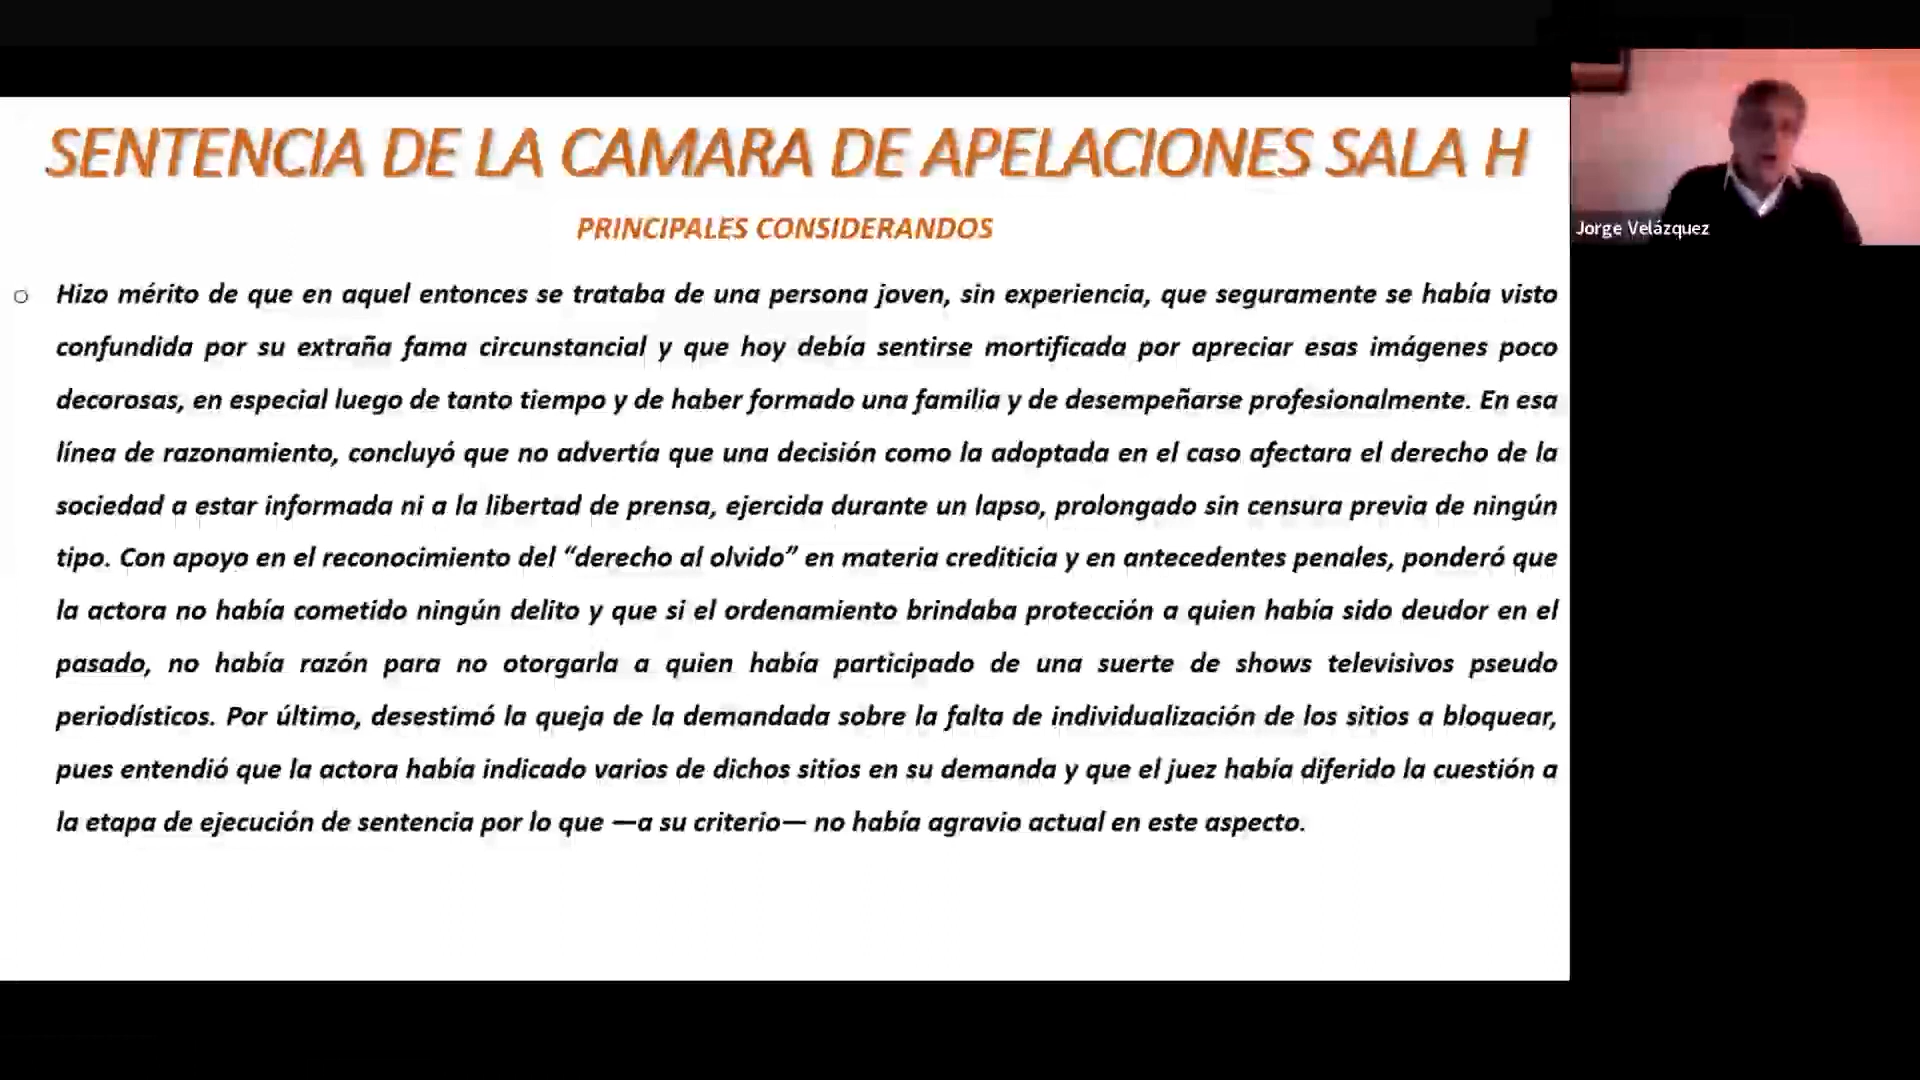 SENTENCIA DE LA CAMARA DE APELACIONES SALA H
PRINCIPALES CONSIDERANDOS
Hizo mérito de que en aquel entonces se trataba de una persona joven, sin experiencia, que seguramente se había visto
confundida por su extraña fama circunstancial y que hoy debía sentirse mortificada por apreciar esas imágenes poco
decorosas, en especial luego de tanto tiempo y de haber formado una familia y de desempeñarse profesionalmente. En esa
línea de razonamiento, concluyó que no advertía que una decisión como la adoptada en el caso afectara el derecho de la
sociedad a estar informada ni a la libertad de prensa, ejercida durante un lapso, prolongado sin censura previa de ningún
tipo. Con apoyo en el reconocimiento del “derecho al olvido” en materia crediticia y en antecedentes penales, ponderó que
la actora no había cometido ningún delito y que si el ordenamiento brindaba protección a quien había sido deudor en el
pasado, no había razón para no otorgarla a quien había participado de una suerte de shows televisivos pseudo
periodísticos. Por último, desestimó la queja de la demandada sobre la falta de individualización de los sitios a bloquear,
pues entendió que la actora había indicado varios de dichos sitios en su demanda y que el juez había diferido la cuestión a
la etapa de ejecución de sentencia por lo que —a su criterio— no había agravio actual en este aspecto.
Jorge Velázquez